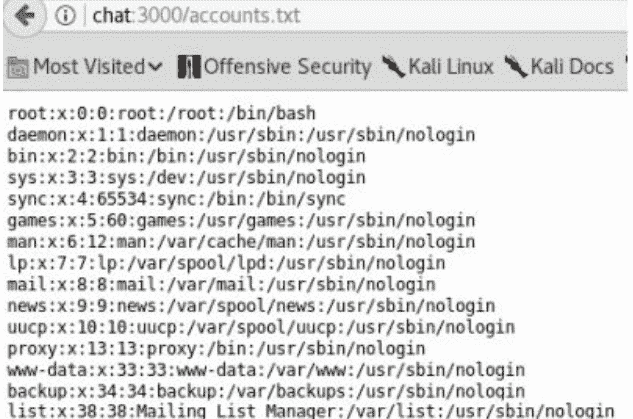 chat:3000/accounts.txt
Most Visited Offensive Security Kali Linux Kali Docs
root:x:0:0:root:/root:/bin/bash
daemon:x:1:1:daemon:/usr/sbin:/usr/sbin/nologin
bin:x:2:2:bin:/bin:/usr/sbin/nologin
sys:x:3:3:sys:/dev:/usr/sbin/nologin
sync:x:4:65534:sync:/bin:/bin/sync
games:x:5:60:games:/usr/games:/usr/sbin/nologin
man:x:6:12:man:/var/cache/man:/usr/sbin/nologin
lp:x:7:7:lp:/var/spool/lpd:/usr/sbin/nologin
mail:x:8:8:mail:/var/mail:/usr/sbin/nologin
news:x:9:9:news:/var/spool/news:/usr/sbin/nologin
uucp:x:10:10:uucp:/var/spool/uucp:/usr/sbin/nologin
proxy:x:13:13:proxy:/bin:/usr/sbin/nologin
www-data:x:33:33:www-data:/var/www:/usr/sbin/nologin
backup:x:34:34:backup:/var/backups:/usr/sbin/nologin
list:x:38:38:Mailing List Manager:/var/list:/usr/sbin/nologin